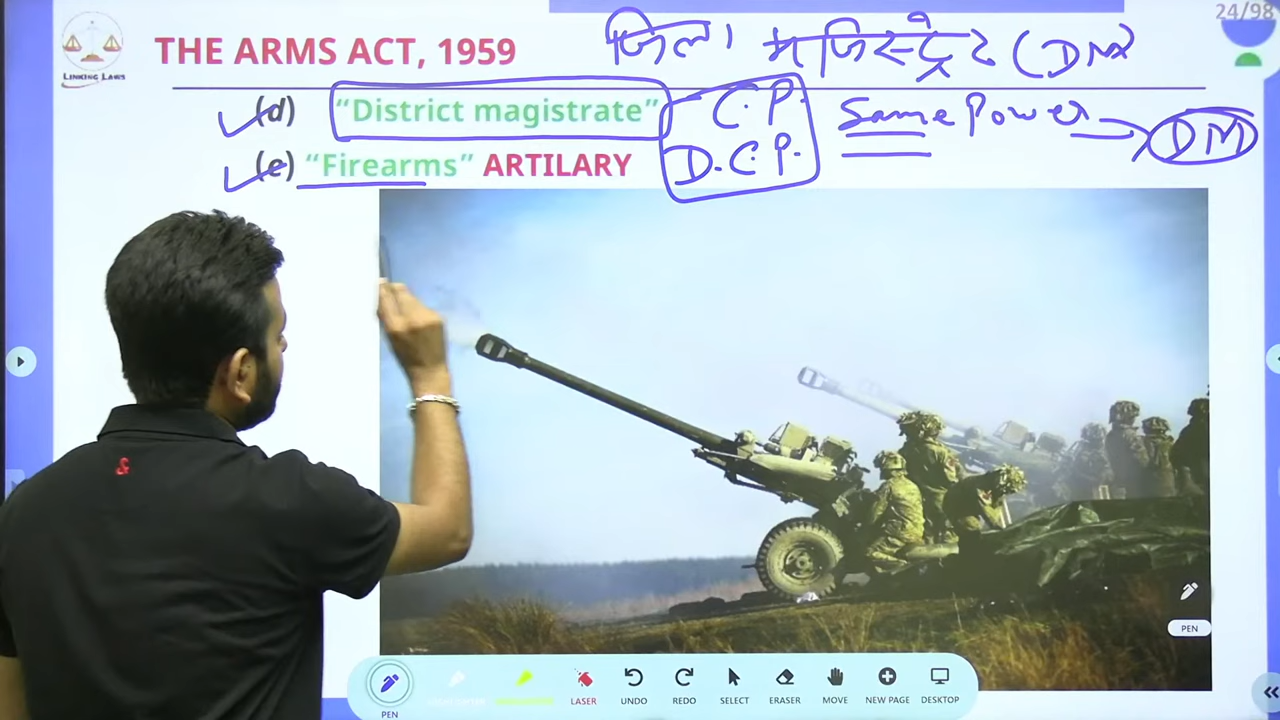 24/98
जिला मजिस्ट्रेट (DM)
THE ARMS ACT, 1959
LINKING LAWS
(d) "District magistrate" C.P. Same Power → DM
D.C.P.
(e) "Firearms" ARTILARY
PEN
PEN
LASER
UNDO
REDO
SELECT
ERASER
MOVE
NEW PAGE
DESKTOP